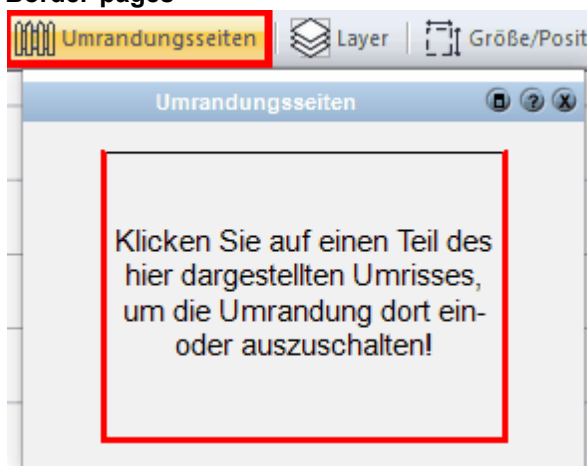 Border pages
Umrandungsseiten Layer Größe/Posit
Umrandungsseiten
Klicken Sie auf einen Teil des
hier dargestellten Umrisses,
um die Umrandung dort ein-
oder auszuschalten!